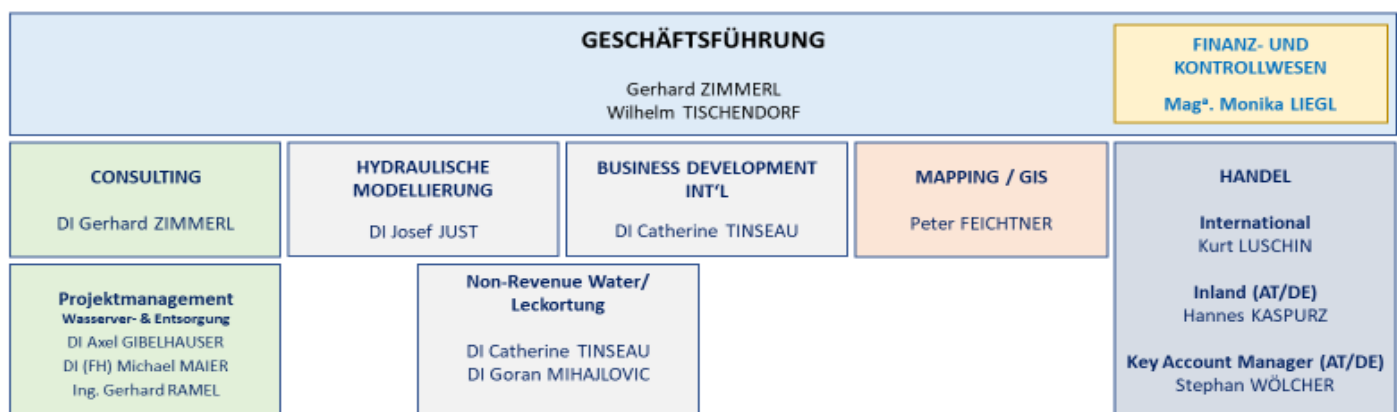 GESCHÄFTSFÜHRUNG
Gerhard ZIMMERL
Wilhelm TISCHENDORF
FINANZ- UND
KONTROLLWESEN
Magª. Monika LIEGL
CONSULTING
DI Gerhard ZIMMERL
HYDRAULISCHE
MODELLIERUNG
DI Josef JUST
BUSINESS DEVELOPMENT
INT'L
DI Catherine TINSEAU
MAPPING / GIS
Peter FEICHTNER
HANDEL
International
Kurt LUSCHIN
Inland (AT/DE)
Hannes KASPURZ
Key Account Manager (AT/DE)
Stephan WÖLCHER
Projektmanagement
Wasserver- & Entsorgung
DI Axel GIBELHAUSER
DI (FH) Michael MAIER
Ing. Gerhard RAMEL
Non-Revenue Water/
Leckortung
DI Catherine TINSEAU
DI Goran MIHAJLOVIC